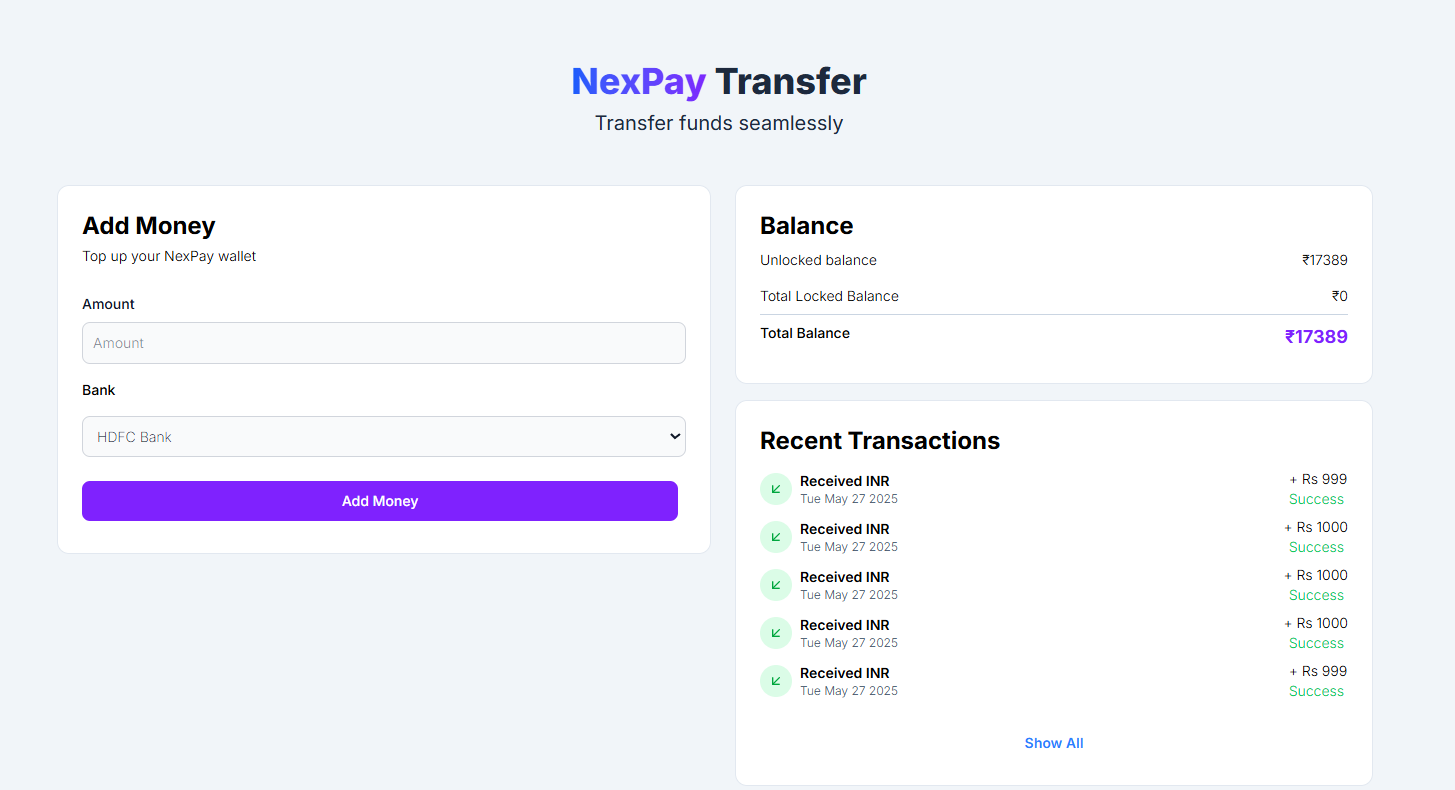 NexPay Transfer
Transfer funds seamlessly
Add Money
Top up your NexPay wallet
Amount
Amount
Bank
HDFC Bank
Add Money
Balance
Unlocked balance ₹17389
Total Locked Balance ₹0
Total Balance ₹17389
Recent Transactions
Received INR + Rs 999
Tue May 27 2025 Success
Received INR + Rs 1000
Tue May 27 2025 Success
Received INR + Rs 1000
Tue May 27 2025 Success
Received INR + Rs 1000
Tue May 27 2025 Success
Received INR + Rs 999
Tue May 27 2025 Success
Show All